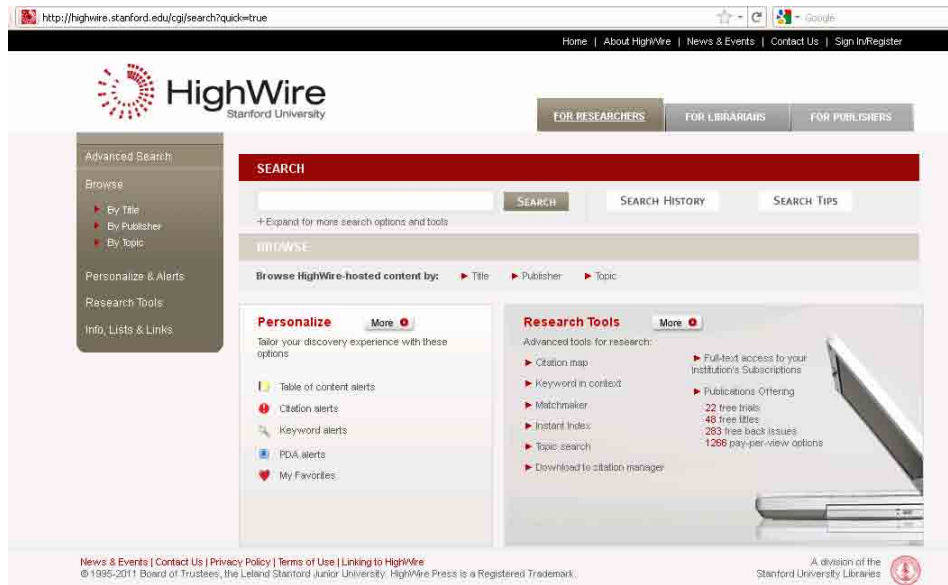 http://highwire.stanford.edu/cgi/search?quick=true
Google
Home | About HighWire | News & Events | Contact Us | Sign In/Register
HighWire
Stanford University
FOR RESEARCHERS
FOR LIBRARIANS
FOR PUBLISHERS
Advanced Search
Browse
By Title
By Publisher
By Topic
Personalize & Alerts
Research Tools
Info, Lists & Links
SEARCH
SEARCH
SEARCH HISTORY
SEARCH TIPS
+ Expand for more search options and tools
BROWSE
Browse HighWire-hosted content by: Title Publisher Topic
Personalize More
Tailor your discovery experience with these
options
Table of content alerts
Citation alerts
Keyword alerts
PDA alerts
My Favorites
Research Tools More
Advanced tools for research:
Citation map
Keyword in context
Matchmaker
Instant Index
Topic search
Download to citation manager
Full-text access to your
Institution's Subscriptions
Publications Offering
22 free trials
48 free titles
283 free back issues
1266 pay-per-view options
News & Events | Contact Us | Privacy Policy | Terms of Use | Linking to HighWire
© 1995-2011 Board of Trustees, the Leland Stanford Junior University. HighWire Press is a Registered Trademark.
A division of the
Stanford University Libraries